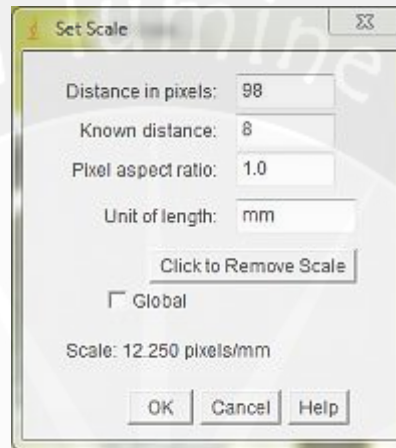 Set Scale
Distance in pixels: 98
Known distance: 8
Pixel aspect ratio: 1.0
Unit of length: mm
Click to Remove Scale
Global
Scale: 12.250 pixels/mm
OK Cancel Help